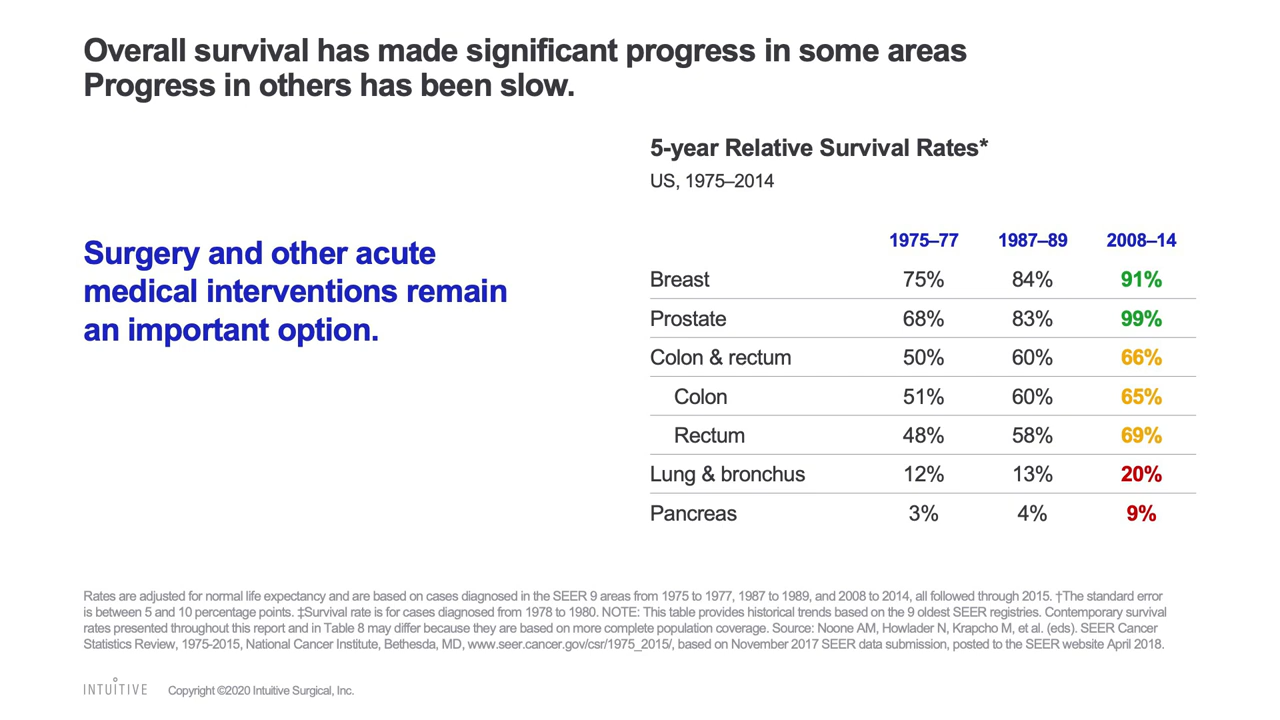 Overall survival has made significant progress in some areas
Progress in others has been slow.
Surgery and other acute
medical interventions remain
an important option.
5-year Relative Survival Rates*
US, 1975–2014
1975–77 1987–89 2008–14
Breast 75% 84% 91%
Prostate 68% 83% 99%
Colon & rectum 50% 60% 66%
Colon 51% 60% 65%
Rectum 48% 58% 69%
Lung & bronchus 12% 13% 20%
Pancreas 3% 4% 9%
Rates are adjusted for normal life expectancy and are based on cases diagnosed in the SEER 9 areas from 1975 to 1977, 1987 to 1989, and 2008 to 2014, all followed through 2015. †The standard error
is between 5 and 10 percentage points. ‡Survival rate is for cases diagnosed from 1978 to 1980. NOTE: This table provides historical trends based on the 9 oldest SEER registries. Contemporary survival
rates presented throughout this report and in Table 8 may differ because they are based on more complete population coverage. Source: Noone AM, Howlader N, Krapcho M, et al. (eds). SEER Cancer
Statistics Review, 1975-2015, National Cancer Institute, Bethesda, MD, www.seer.cancer.gov/csr/1975_2015/, based on November 2017 SEER data submission, posted to the SEER website April 2018.
INTUITIVE Copyright ©2020 Intuitive Surgical, Inc.